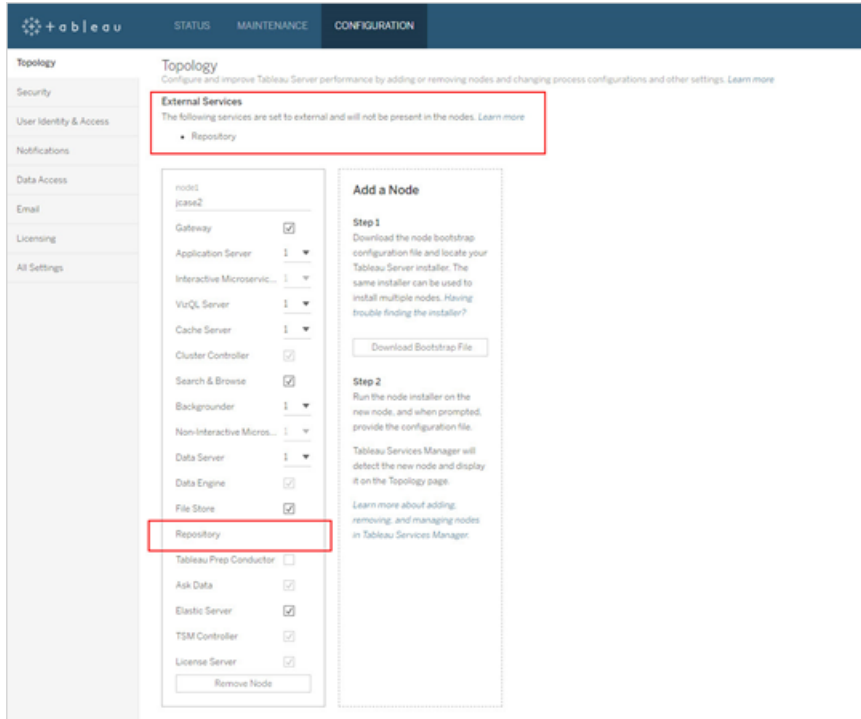 + a b | e a u
STATUS
MAINTENANCE
CONFIGURATION
Topology
Security
User Identity & Access
Notifications
Data Access
Email
Licensing
All Settings
Topology
Configure and improve Tableau Server performance by adding or removing nodes and changing process configurations and other settings. Learn more
External Services
The following services are set to external and will not be present in the nodes. Learn more
• Repository
node1
jcase2
Gateway
Application Server 1
Interactive Microservic... 1
VizQL Server 1
Cache Server 1
Cluster Controller
Search & Browse
Backgrounder 1
Non-Interactive Micros... 1
Data Server 1
Data Engine
File Store
Repository
Tableau Prep Conductor
Ask Data
Elastic Server
TSM Controller
License Server
Remove Node
Add a Node
Step 1
Download the node bootstrap
configuration file and locate your
Tableau Server installer. The
same installer can be used to
install multiple nodes. Having
trouble finding the installer?
Download Bootstrap File
Step 2
Run the node installer on the
new node, and when prompted,
provide the configuration file.
Tableau Services Manager will
detect the new node and display
it on the Topology page.
Learn more about adding,
removing, and managing nodes
in Tableau Services Manager.